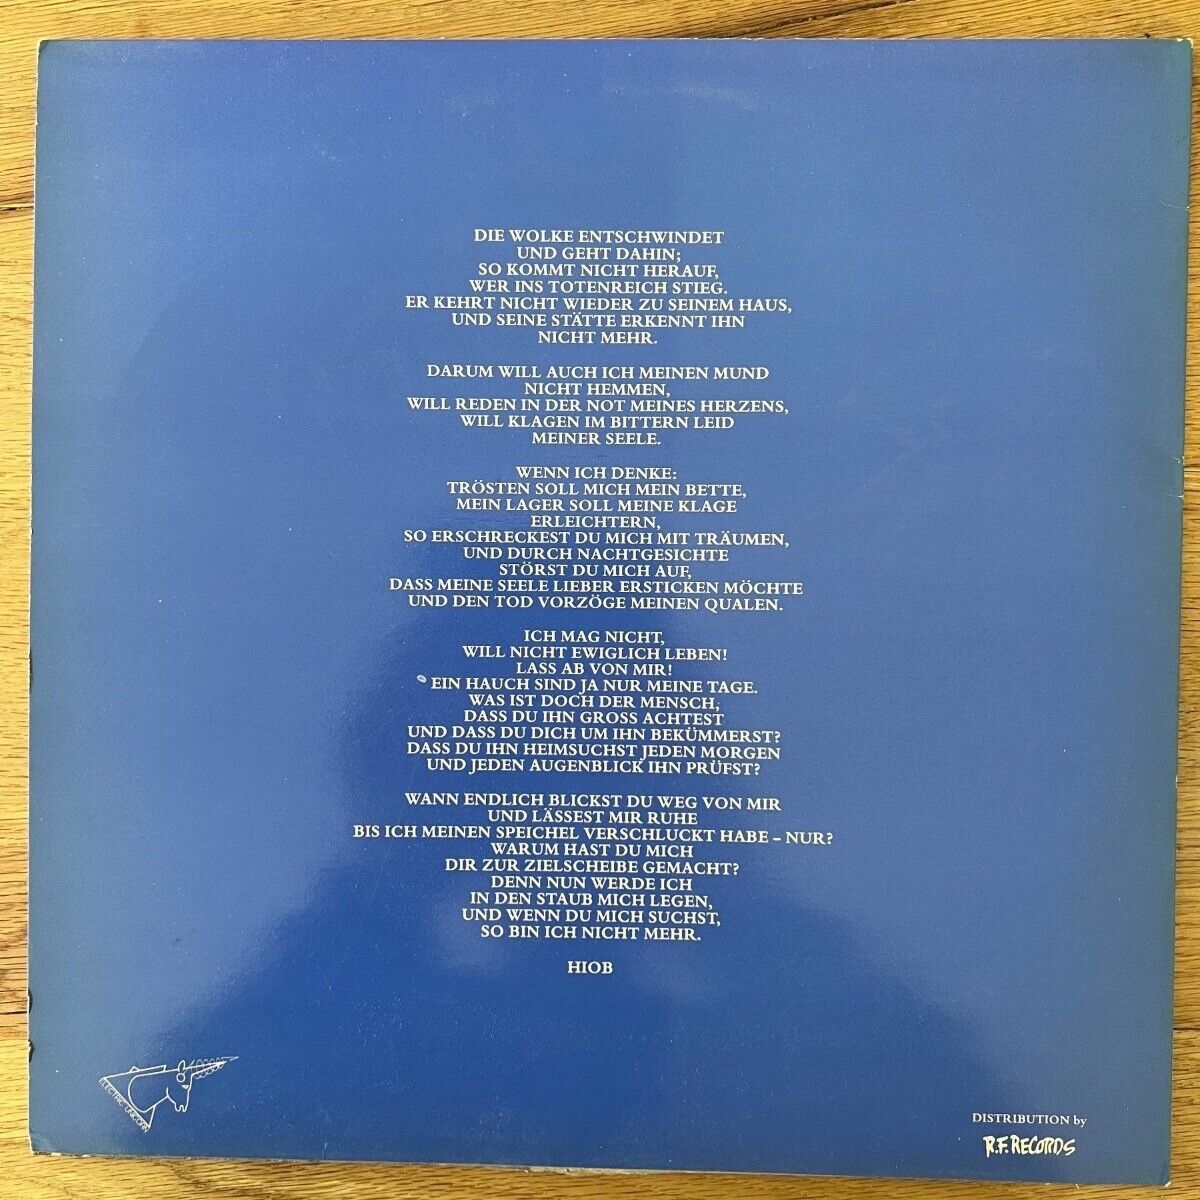 DIE WOLKE ENTSCHWINDET
UND GEHT DAHIN;
SO KOMMT NICHT HERAUF,
WER INS TOTENREICH STIEG.
ER KEHRT NICHT WIEDER ZU SEINEM HAUS,
UND SEINE STÄTTE ERKENNT IHN
NICHT MEHR.
DARUM WILL AUCH ICH MEINEN MUND
NICHT HEMMEN,
WILL REDEN IN DER NOT MEINES HERZENS,
WILL KLAGEN IM BITTERN LEID
MEINER SEELE.
WENN ICH DENKE:
TRÖSTEN SOLL MICH MEIN BETTE,
MEIN LAGER SOLL MEINE KLAGE
ERLEICHTERN,
SO ERSCHRECKEST DU MICH MIT TRÄUMEN,
UND DURCH NACHTGESICHTE
STÖRST DU MICH AUF,
DASS MEINE SEELE LIEBER ERSTICKEN MÖCHTE
UND DEN TOD VORZÖGE MEINEN QUALEN.
ICH MAG NICHT,
WILL NICHT EWIGLICH LEBEN!
LASS AB VON MIR!
EIN HAUCH SIND JA NUR MEINE TAGE.
WAS IST DOCH DER MENSCH,
DASS DU IHN GROSS ACHTEST
UND DASS DU DICH UM IHN BEKÜMMERST?
DASS DU IHN HEIMSUCHST JEDEN MORGEN
UND JEDEN AUGENBLICK IHN PRÜFST?
WANN ENDLICH BLICKST DU WEG VON MIR
UND LÄSSEST MIR RUHE
BIS ICH MEINEN SPEICHEL VERSCHLUCKT HABE – NUR?
WARUM HAST DU MICH
DIR ZUR ZIELSCHEIBE GEMACHT?
DENN NUN WERDE ICH
IN DEN STAUB MICH LEGEN,
UND WENN DU MICH SUCHST,
SO BIN ICH NICHT MEHR.
HIOB
ELECTRIC UNICORN
DISTRIBUTION by
R.F. RECORDS